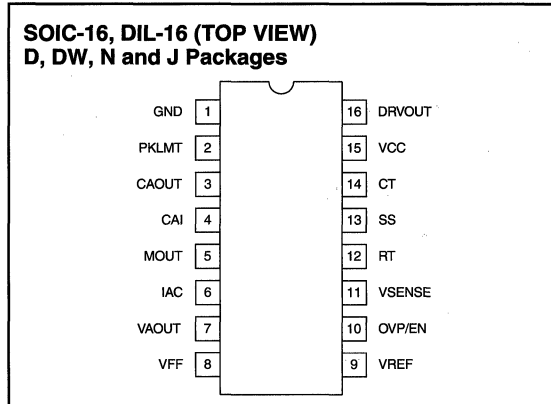 SOIC-16, DIL-16 (TOP VIEW)
D, DW, N and J Packages
GND 1 16 DRVOUT
PKLMT 2 15 VCC
CAOUT 3 14 CT
CAI 4 13 SS
MOUT 5 12 RT
IAC 6 11 VSENSE
VAOUT 7 10 OVP/EN
VFF 8 9 VREF